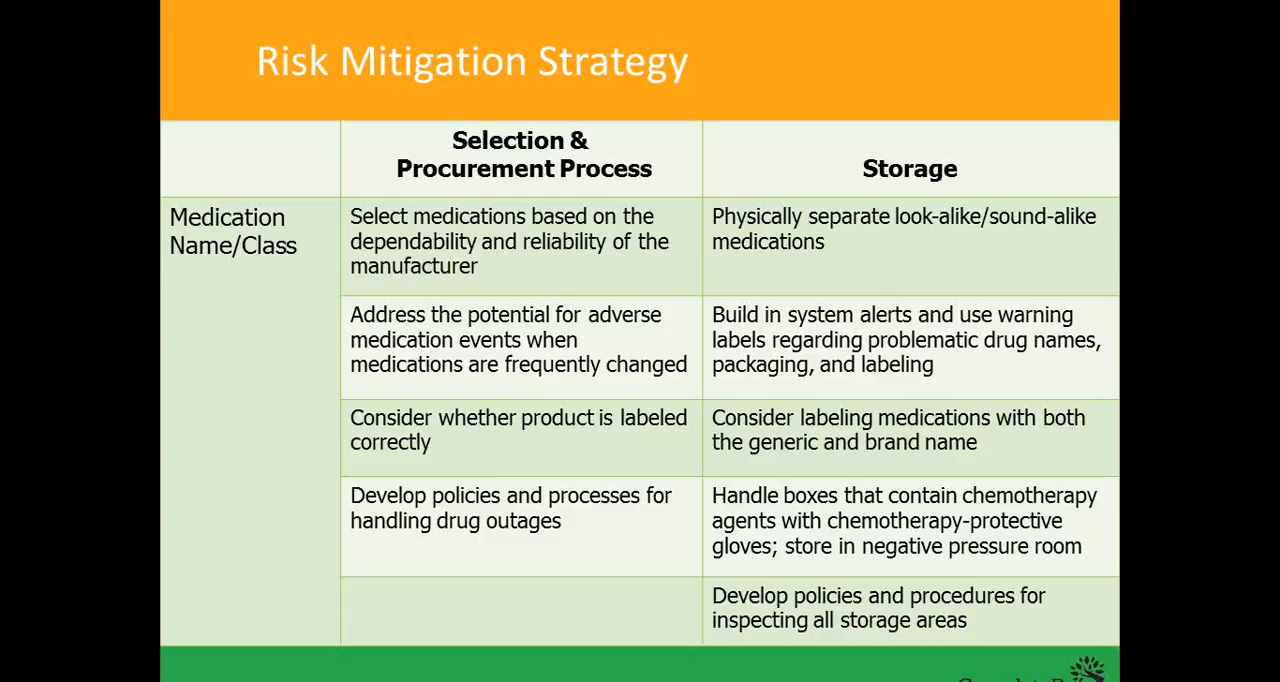 Risk Mitigation Strategy
Selection &
Procurement Process
Storage
Medication
Name/Class
Select medications based on the
dependability and reliability of the
manufacturer
Physically separate look-alike/sound-alike
medications
Address the potential for adverse
medication events when
medications are frequently changed
Build in system alerts and use warning
labels regarding problematic drug names,
packaging, and labeling
Consider whether product is labeled
correctly
Consider labeling medications with both
the generic and brand name
Develop policies and processes for
handling drug outages
Handle boxes that contain chemotherapy
agents with chemotherapy-protective
gloves; store in negative pressure room
Develop policies and procedures for
inspecting all storage areas